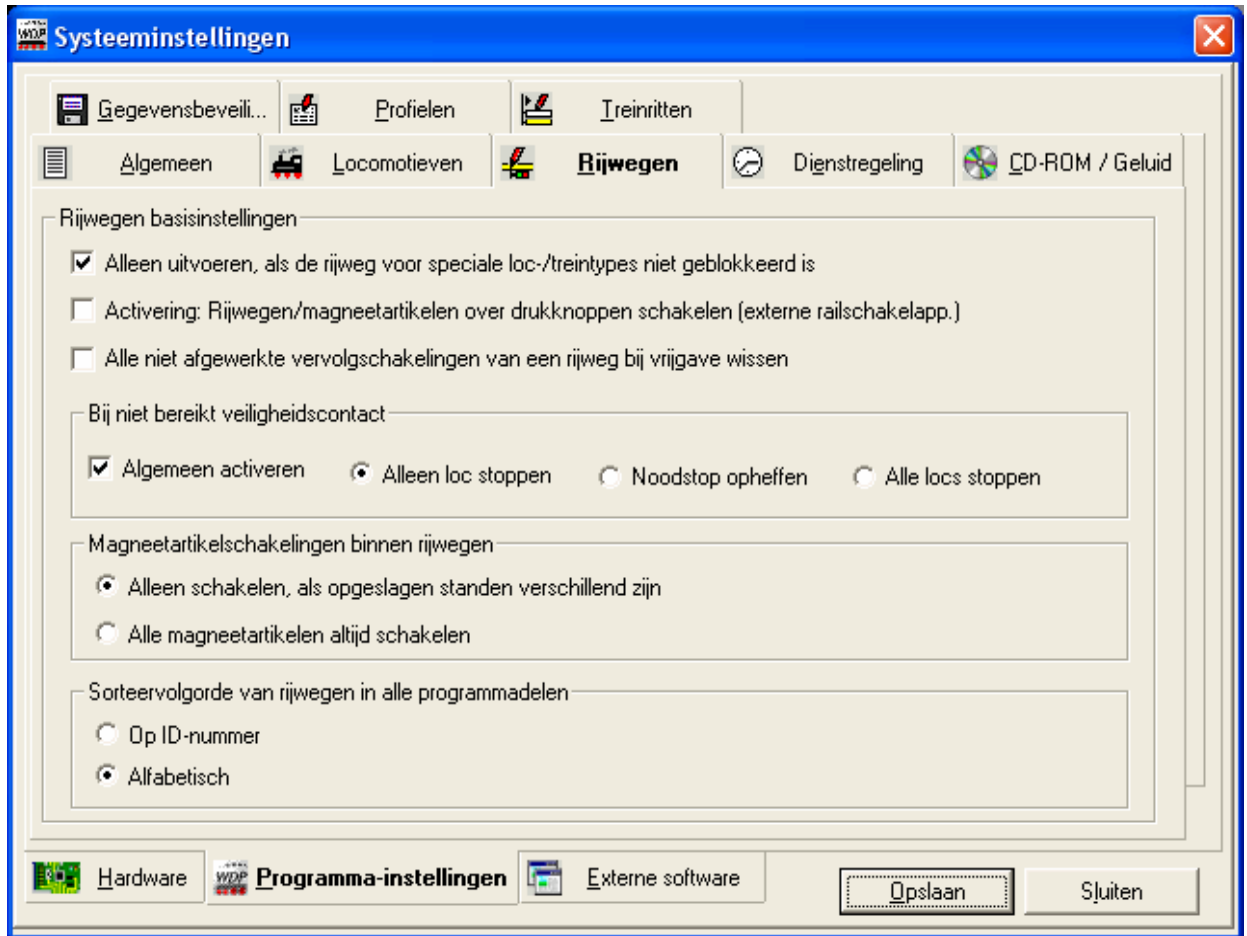 Systeeminstellingen
Gegevensbeveili... Profielen Treinritten
Algemeen Locomotieven Rijwegen Dienstregeling CD-ROM / Geluid
Rijwegen basisinstellingen
Alleen uitvoeren, als de rijweg voor speciale loc-/treintypes niet geblokkeerd is
Activering: Rijwegen/magneetartikelen over drukknoppen schakelen (externe railschakelapp.)
Alle niet afgewerkte vervolgschakelingen van een rijweg bij vrijgave wissen
Bij niet bereikt veiligheidscontact
Algemeen activeren Alleen loc stoppen Noodstop opheffen Alle locs stoppen
Magneetartikelschakelingen binnen rijwegen
Alleen schakelen, als opgeslagen standen verschillend zijn
Alle magneetartikelen altijd schakelen
Sorteervolgorde van rijwegen in alle programmadelen
Op ID-nummer
Alfabetisch
Hardware WDP Programma-instellingen Externe software Opslaan Sluiten